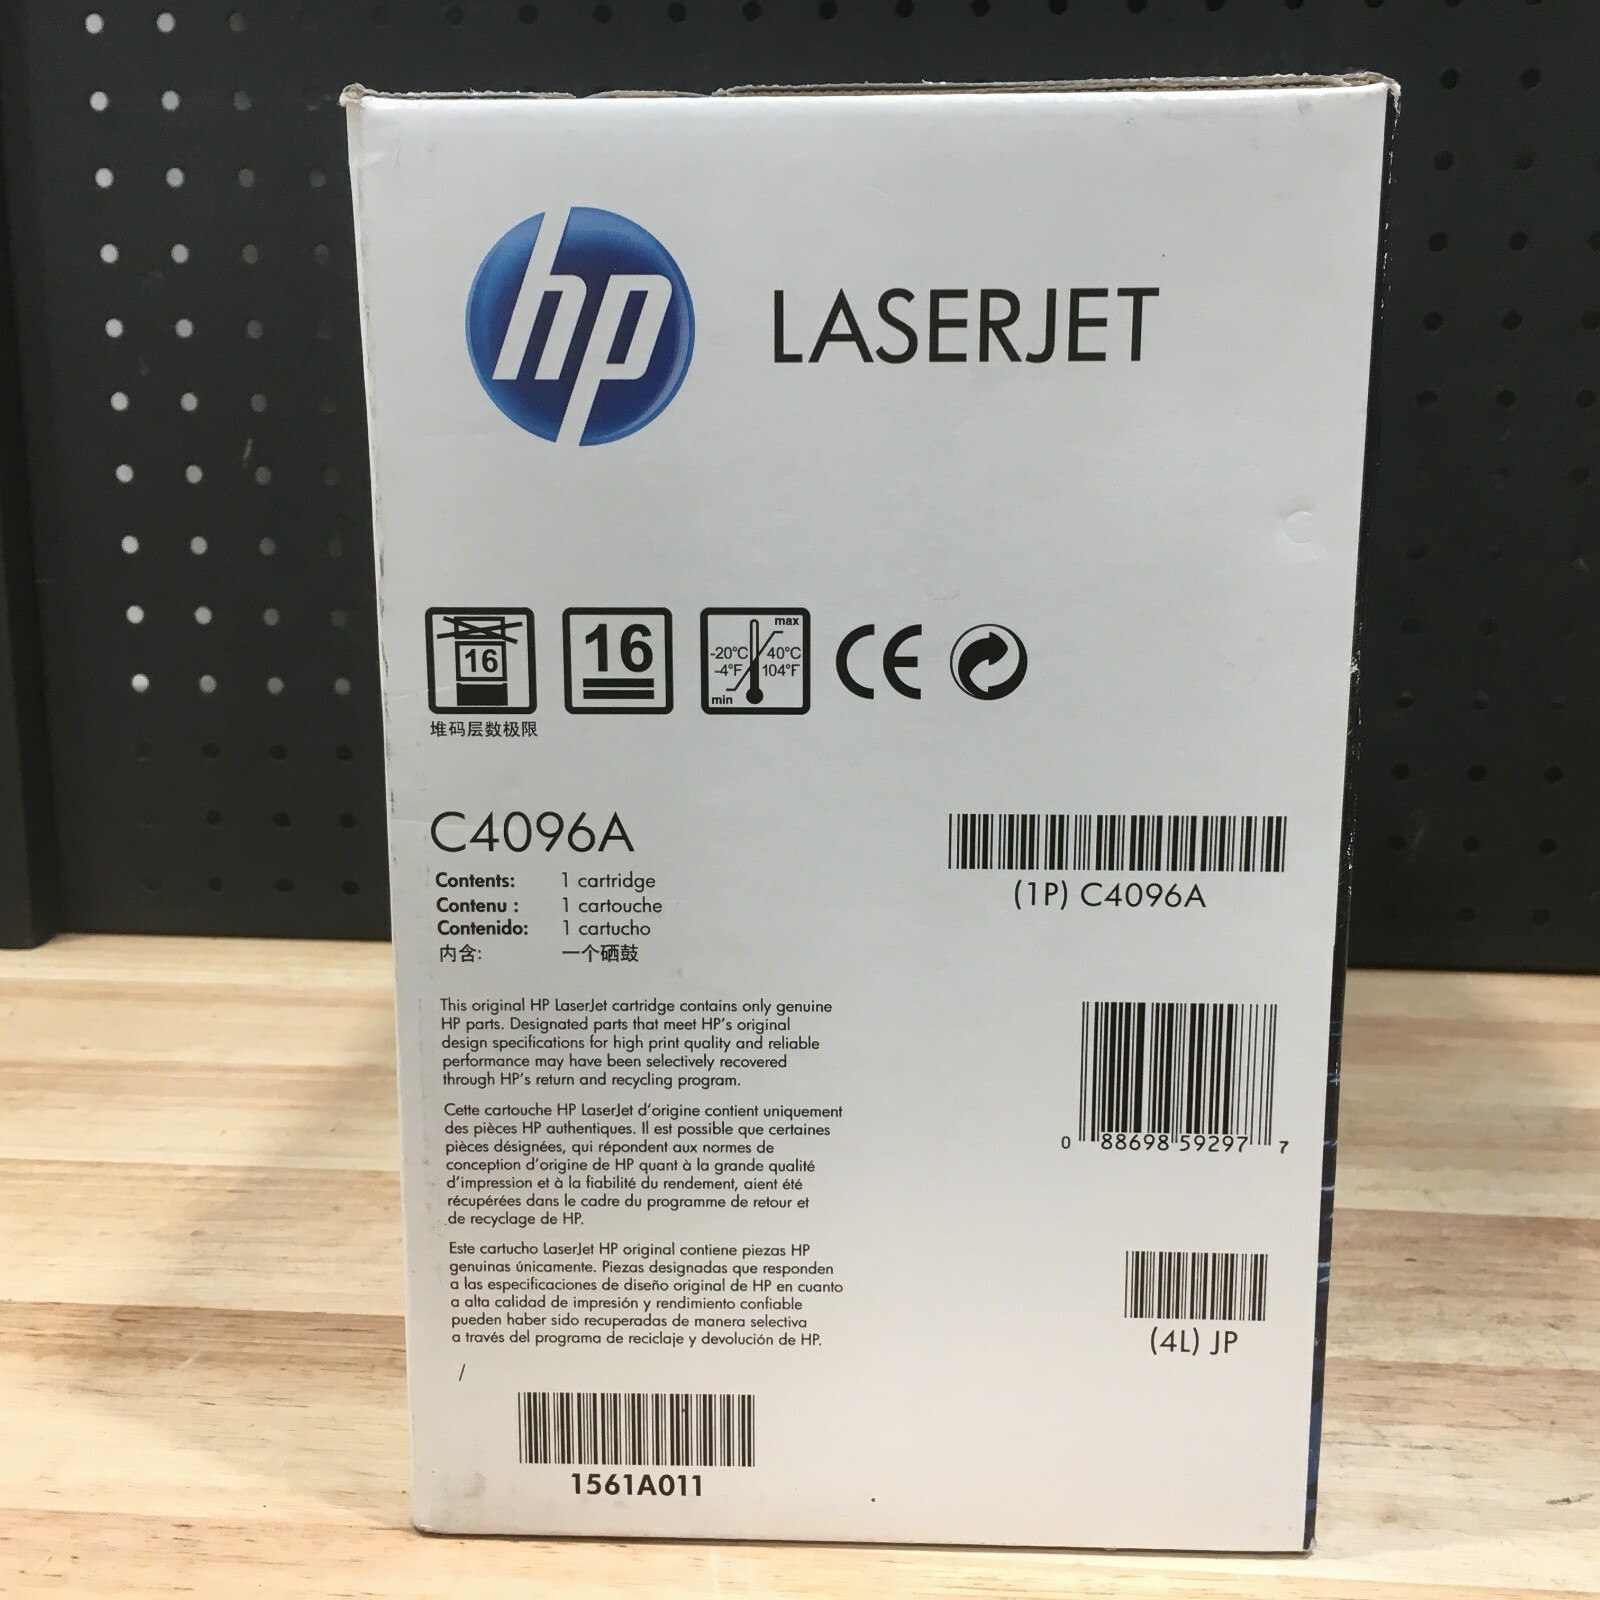 hp
LASERJET
16
16
max
-20°C 40°C
-4°F 104°F
min
CE
堆码层数极限
C4096A
Contents: 1 cartridge
Contenu : 1 cartouche
Contenido: 1 cartucho
内含: 一个硒鼓
(1P) C4096A
This original HP LaserJet cartridge contains only genuine
HP parts. Designated parts that meet HP's original
design specifications for high print quality and reliable
performance may have been selectively recovered
through HP's return and recycling program.
Cette cartouche HP LaserJet d'origine contient uniquement
des pièces HP authentiques. Il est possible que certaines
pièces désignées, qui répondent aux normes de
conception d'origine de HP quant à la grande qualité
d'impression et à la fiabilité du rendement, aient été
récupérées dans le cadre du programme de retour et
de recyclage de HP.
Este cartucho LaserJet HP original contiene piezas HP
genuinas únicamente. Piezas designadas que responden
a las especificaciones de diseño original de HP en cuanto
a alta calidad de impresión y rendimiento confiable
pueden haber sido recuperadas de manera selectiva
a través del programa de reciclaje y devolución de HP.
/
0 88698 59297 7
(4L) JP
1561A011